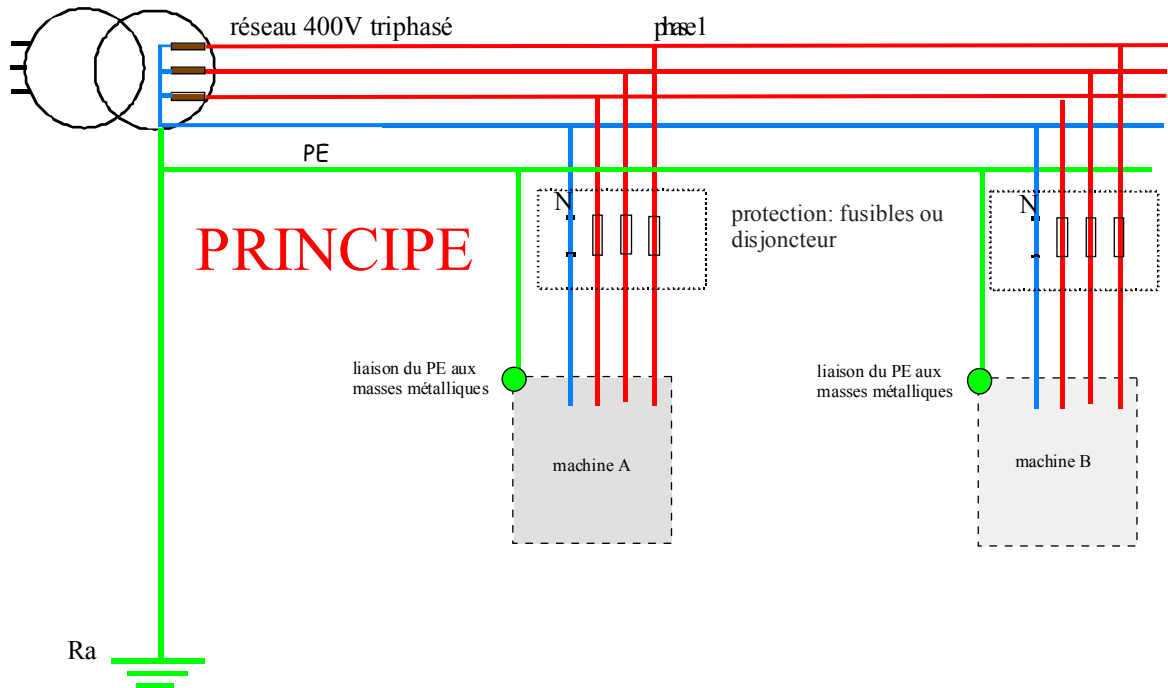 réseau 400V triphasé
phase1
PE
N
N
PRINCIPE
protection: fusibles ou
disjoncteur
liaison du PE aux
masses métalliques
liaison du PE aux
masses métalliques
machine A
machine B
Ra